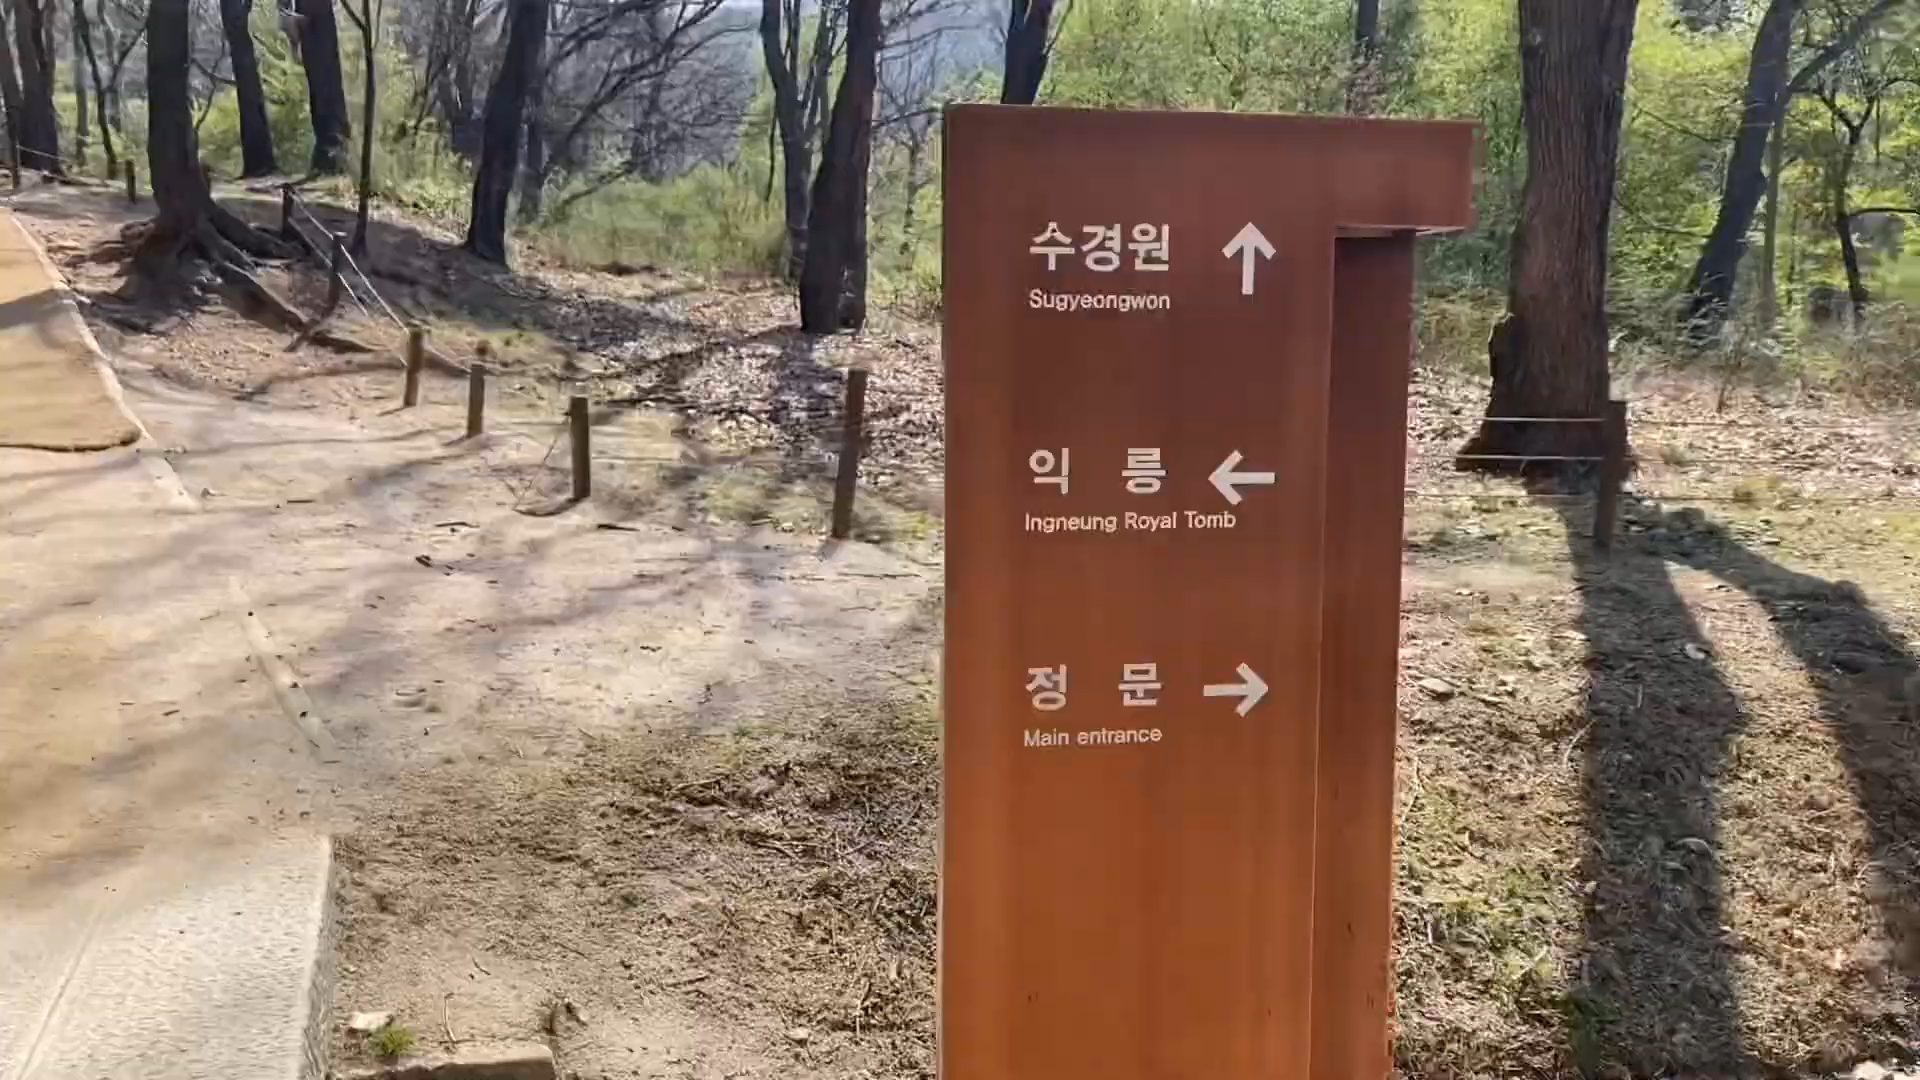 수경원 ↑
Sugyeongwon
익 릉 ←
Ingneung Royal Tomb
정 문 →
Main entrance